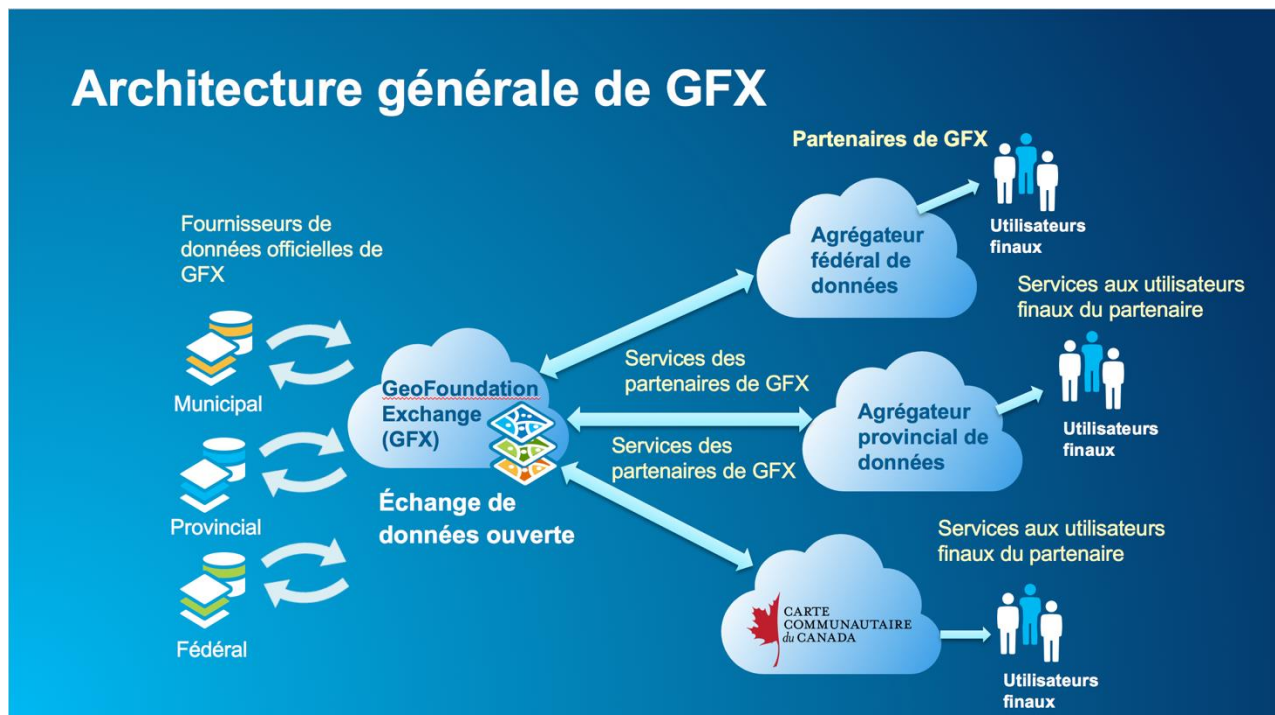 Architecture générale de GFX
Partenaires de GFX
Utilisateurs
finaux
Fournisseurs de
données officielles de
GFX
Agrégateur
fédéral de
données
Services aux utilisateurs
finaux du partenaire
Municipal
GeoFoundation
Exchange
(GFX)
Services des
partenaires de GFX
Agrégateur
provincial de
données
Utilisateurs
finaux
Services des
partenaires de GFX
Provincial
Échange de
données ouverte
Services aux utilisateurs
finaux du partenaire
Fédéral
CARTE
COMMUNAUTAIRE
du CANADA
Utilisateurs
finaux